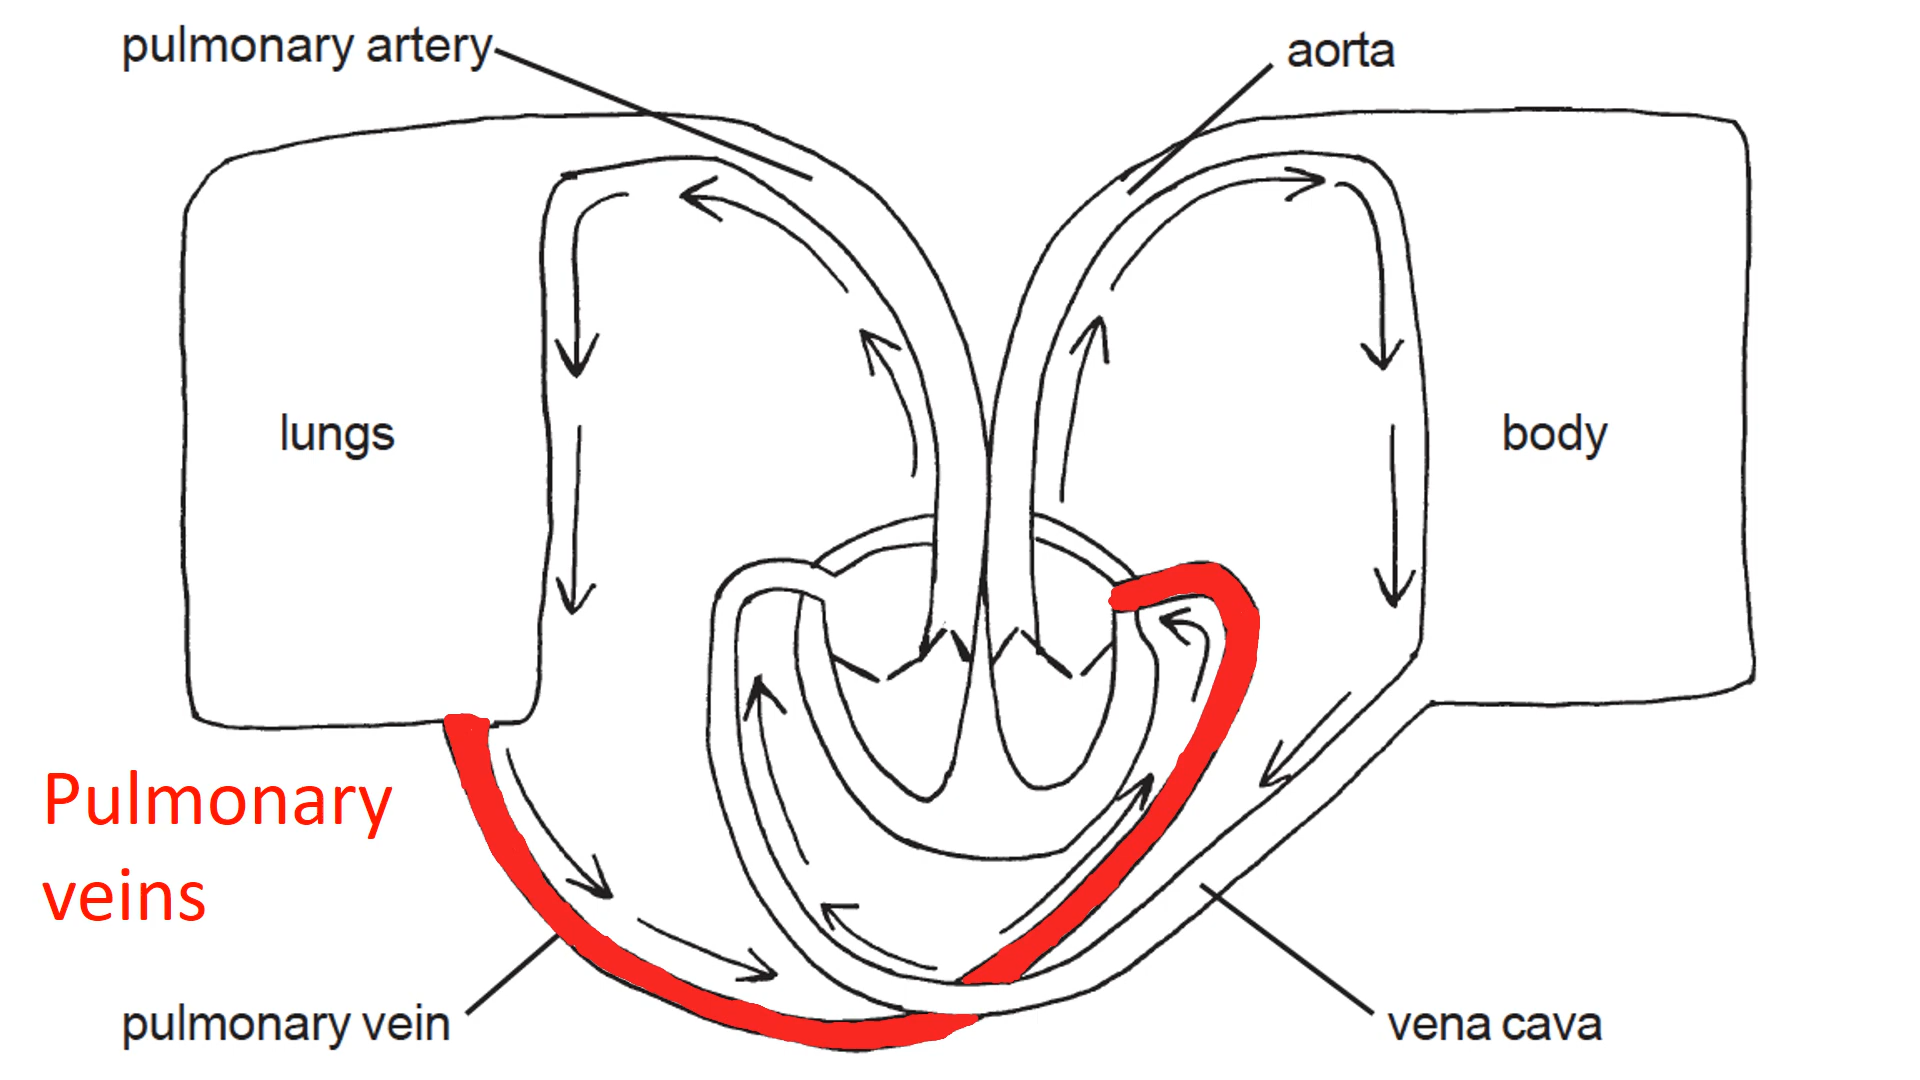 pulmonary artery
aorta
lungs
body
Pulmonary
veins
pulmonary vein
vena cava